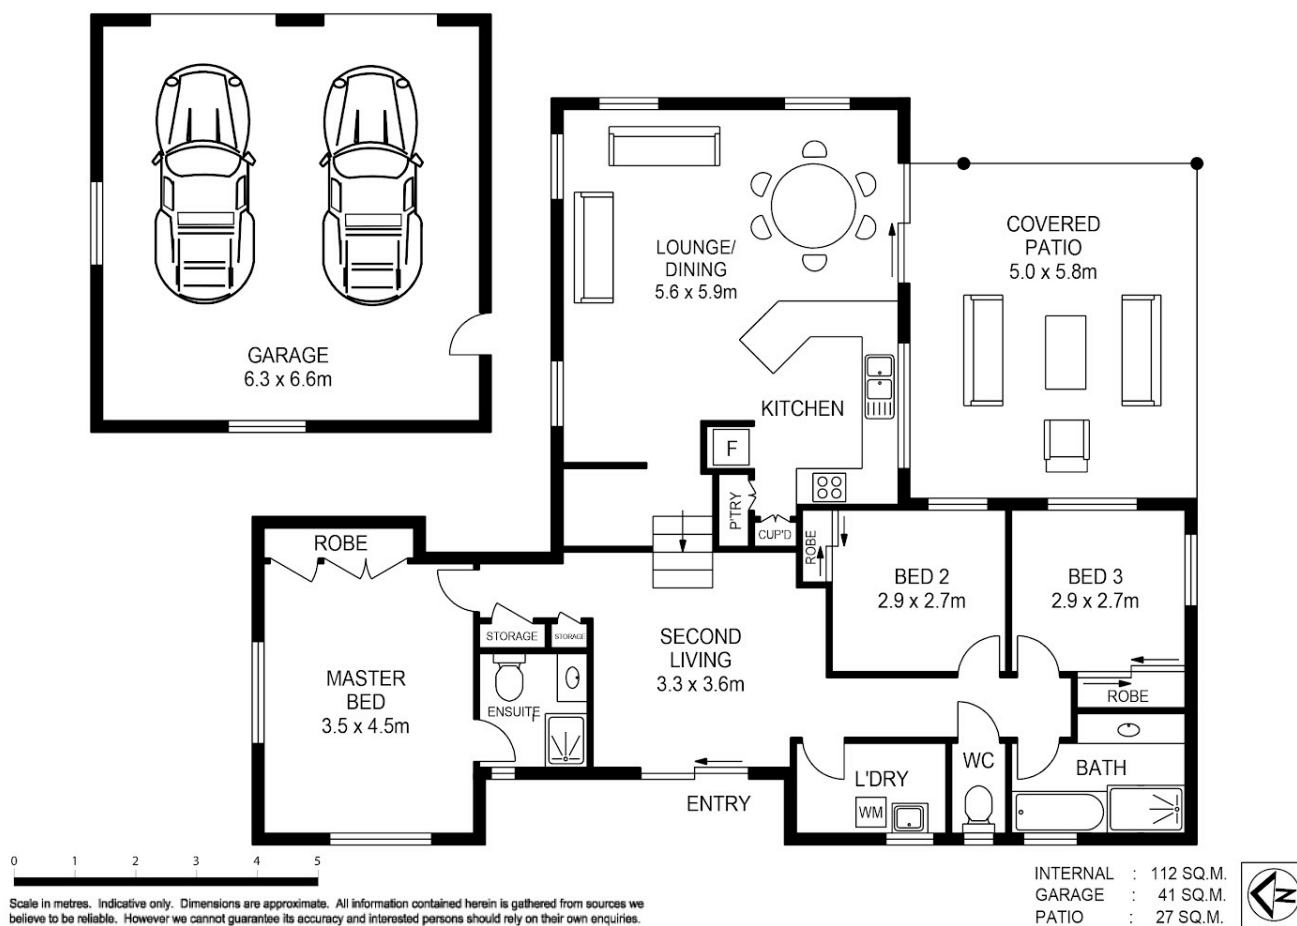 GARAGE
6.3 x 6.6m
LOUNGE/
DINING
5.6 x 5.9m
COVERED
PATIO
5.0 x 5.8m
KITCHEN
F
P'TRY
CUP'D
ROBE
ROBE
BED 2
2.9 x 2.7m
BED 3
2.9 x 2.7m
STORAGE
STORAGE
SECOND
LIVING
3.3 x 3.6m
MASTER
BED
3.5 x 4.5m
ENSUITE
ROBE
ENTRY
L'DRY
WM
WC
BATH
0 1 2 3 4 5
Scale in metres. Indicative only. Dimensions are approximate. All information contained herein is gathered from sources we
believe to be reliable. However we cannot guarantee its accuracy and interested persons should rely on their own enquiries.
INTERNAL : 112 SQ.M.
GARAGE : 41 SQ.M.
PATIO : 27 SQ.M.
N